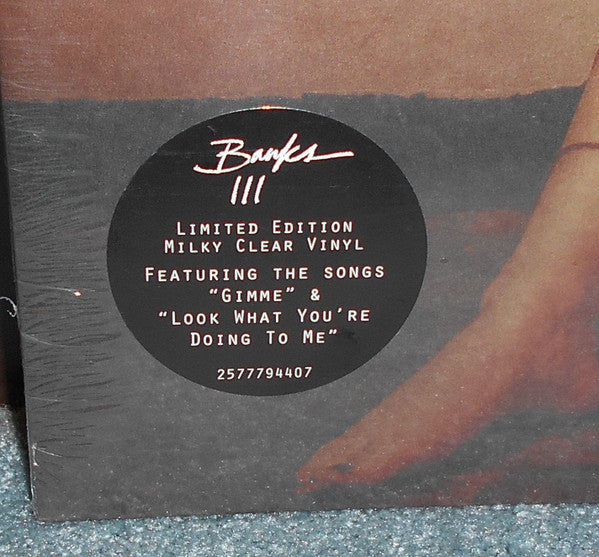 Banks
III
LIMITED EDITION
MILKY CLEAR VINYL
FEATURING THE SONGS
"GIMME" &
"LOOK WHAT YOU'RE
DOING TO ME"
2577794407